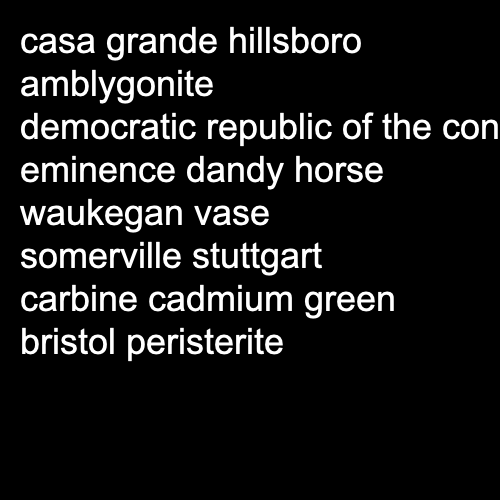 casa grande hillsboro
amblygonite
democratic republic of the con
eminence dandy horse
waukegan vase
somerville stuttgart
carbine cadmium green
bristol peristerite